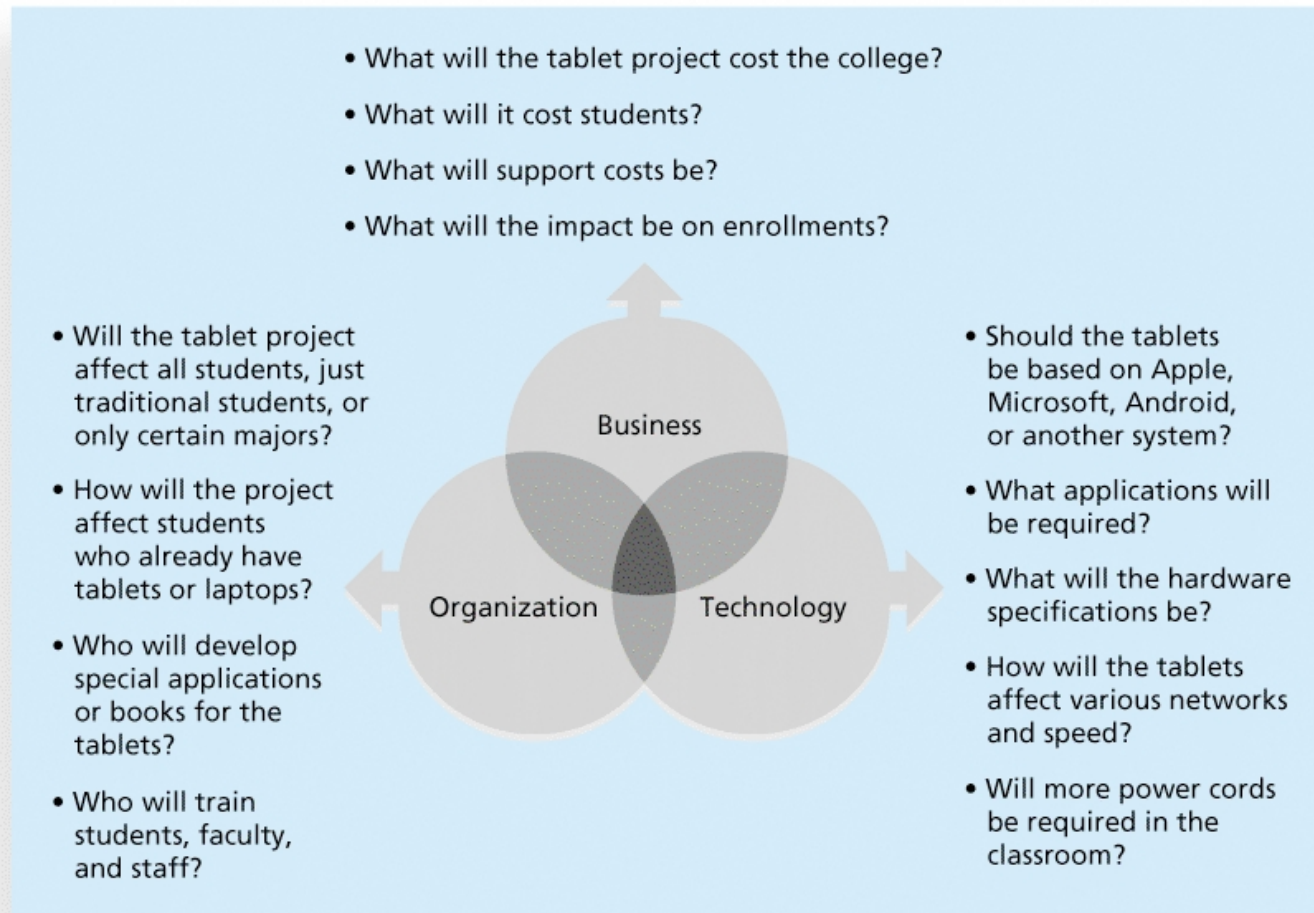 • What will the tablet project cost the college?
• What will it cost students?
• What will support costs be?
• What will the impact be on enrollments?
• Will the tablet project
affect all students, just
traditional students, or
only certain majors?
• How will the project
affect students
who already have
tablets or laptops?
• Who will develop
special applications
or books for the
tablets?
• Who will train
students, faculty,
and staff?
Business
Organization
Technology
• Should the tablets
be based on Apple,
Microsoft, Android,
or another system?
• What applications will
be required?
• What will the hardware
specifications be?
• How will the tablets
affect various networks
and speed?
• Will more power cords
be required in the
classroom?